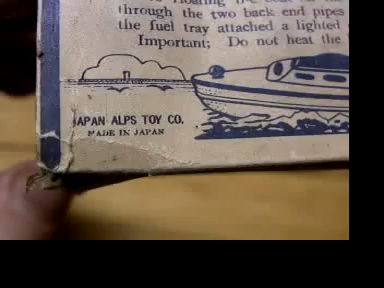 through the two back end pipes
the fuel tray attached a lighted
Important; Do not heat the
JAPAN ALPS TOY CO.
MADE IN JAPAN